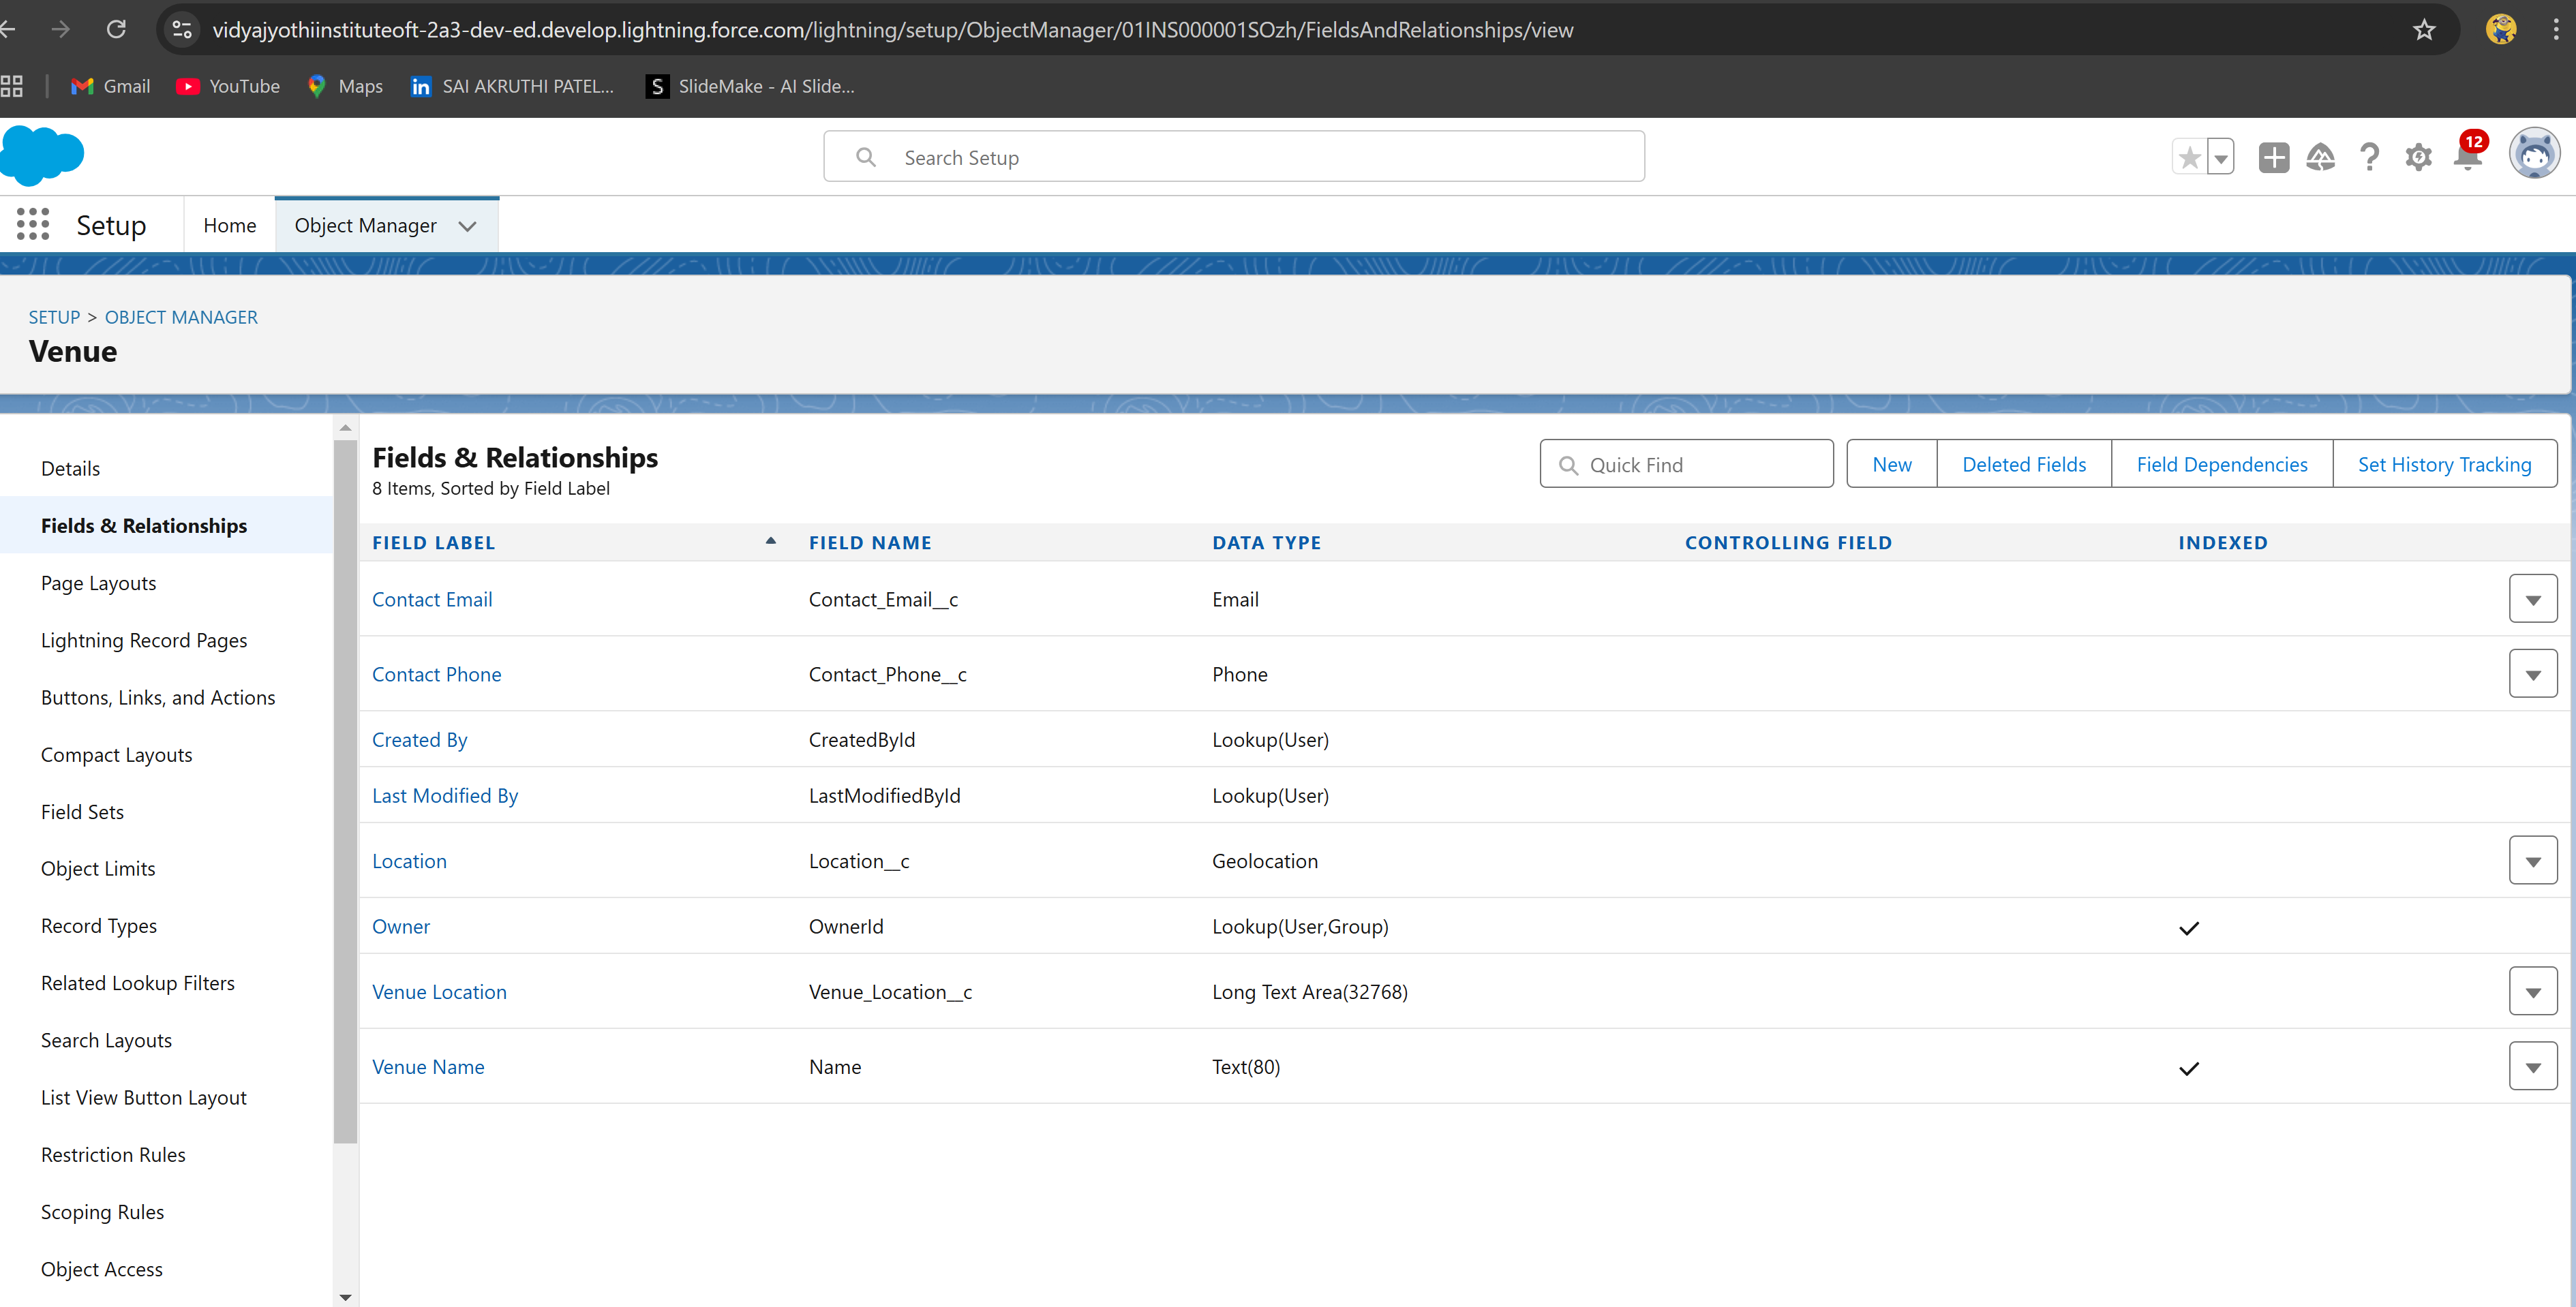 vidyajyothiinstituteoft-2a3-dev-ed.develop.lightning.force.com/lightning/setup/ObjectManager/01INS000001SOzh/FieldsAndRelationships/view
Gmail YouTube Maps SAI AKRUTHI PATEL... SlideMake - AI Slide...
Search Setup
12
Setup Home Object Manager
SETUP > OBJECT MANAGER
Venue
Details
Fields & Relationships
Page Layouts
Lightning Record Pages
Buttons, Links, and Actions
Compact Layouts
Field Sets
Object Limits
Record Types
Related Lookup Filters
Search Layouts
List View Button Layout
Restriction Rules
Scoping Rules
Object Access
Fields & Relationships
8 Items, Sorted by Field Label
Quick Find New Deleted Fields Field Dependencies Set History Tracking
FIELD LABEL FIELD NAME DATA TYPE CONTROLLING FIELD INDEXED
Contact Email Contact_Email__c Email
Contact Phone Contact_Phone__c Phone
Created By CreatedById Lookup(User)
Last Modified By LastModifiedById Lookup(User)
Location Location__c Geolocation
Owner OwnerId Lookup(User,Group)
Venue Location Venue_Location__c Long Text Area(32768)
Venue Name Name Text(80)